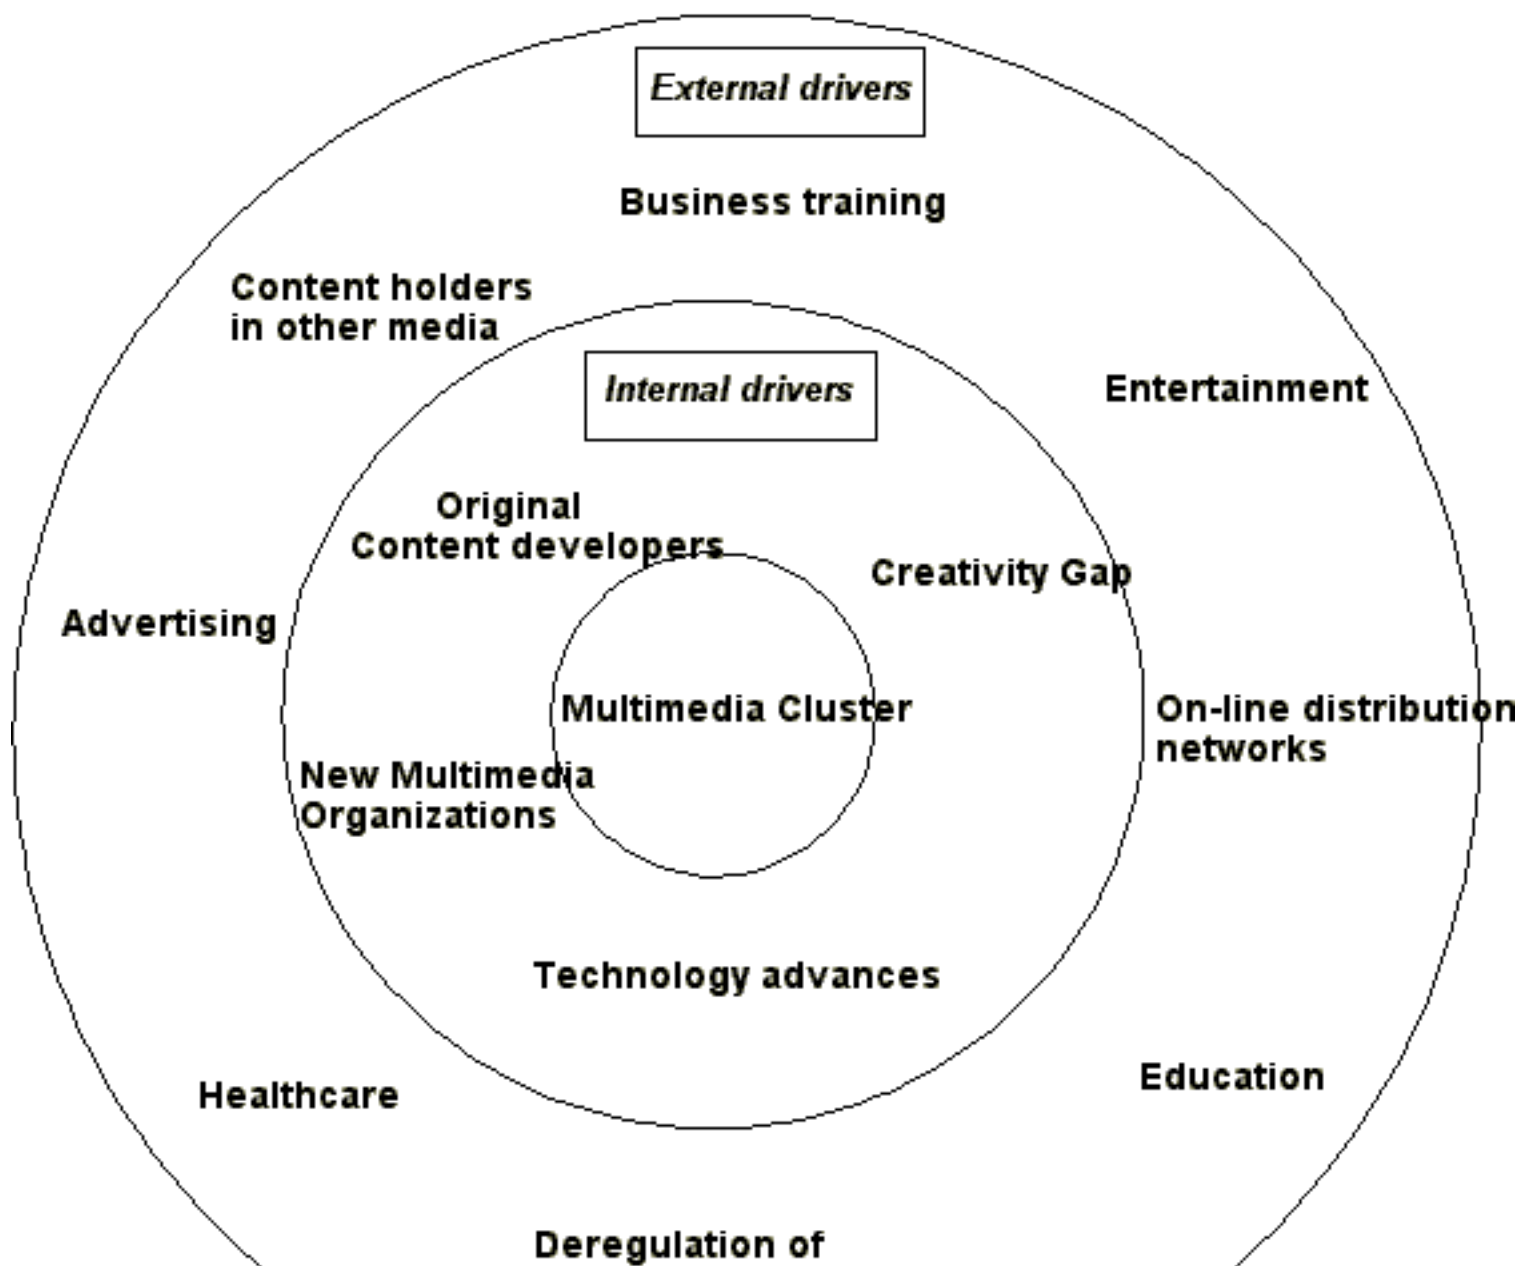 External drivers
Business training
Content holders
in other media
Internal drivers
Entertainment
Original
Content developers
Creativity Gap
Advertising
Multimedia Cluster
On-line distribution
networks
New Multimedia
Organizations
Technology advances
Education
Healthcare
Deregulation of